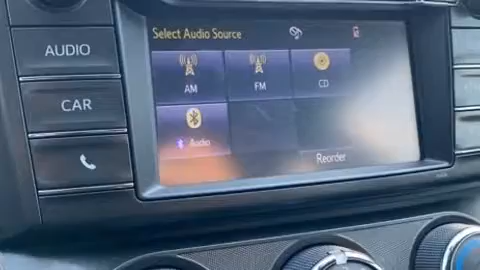 AUDIO
CAR
Select Audio Source
AM
FM
CD
Audio
Reorder